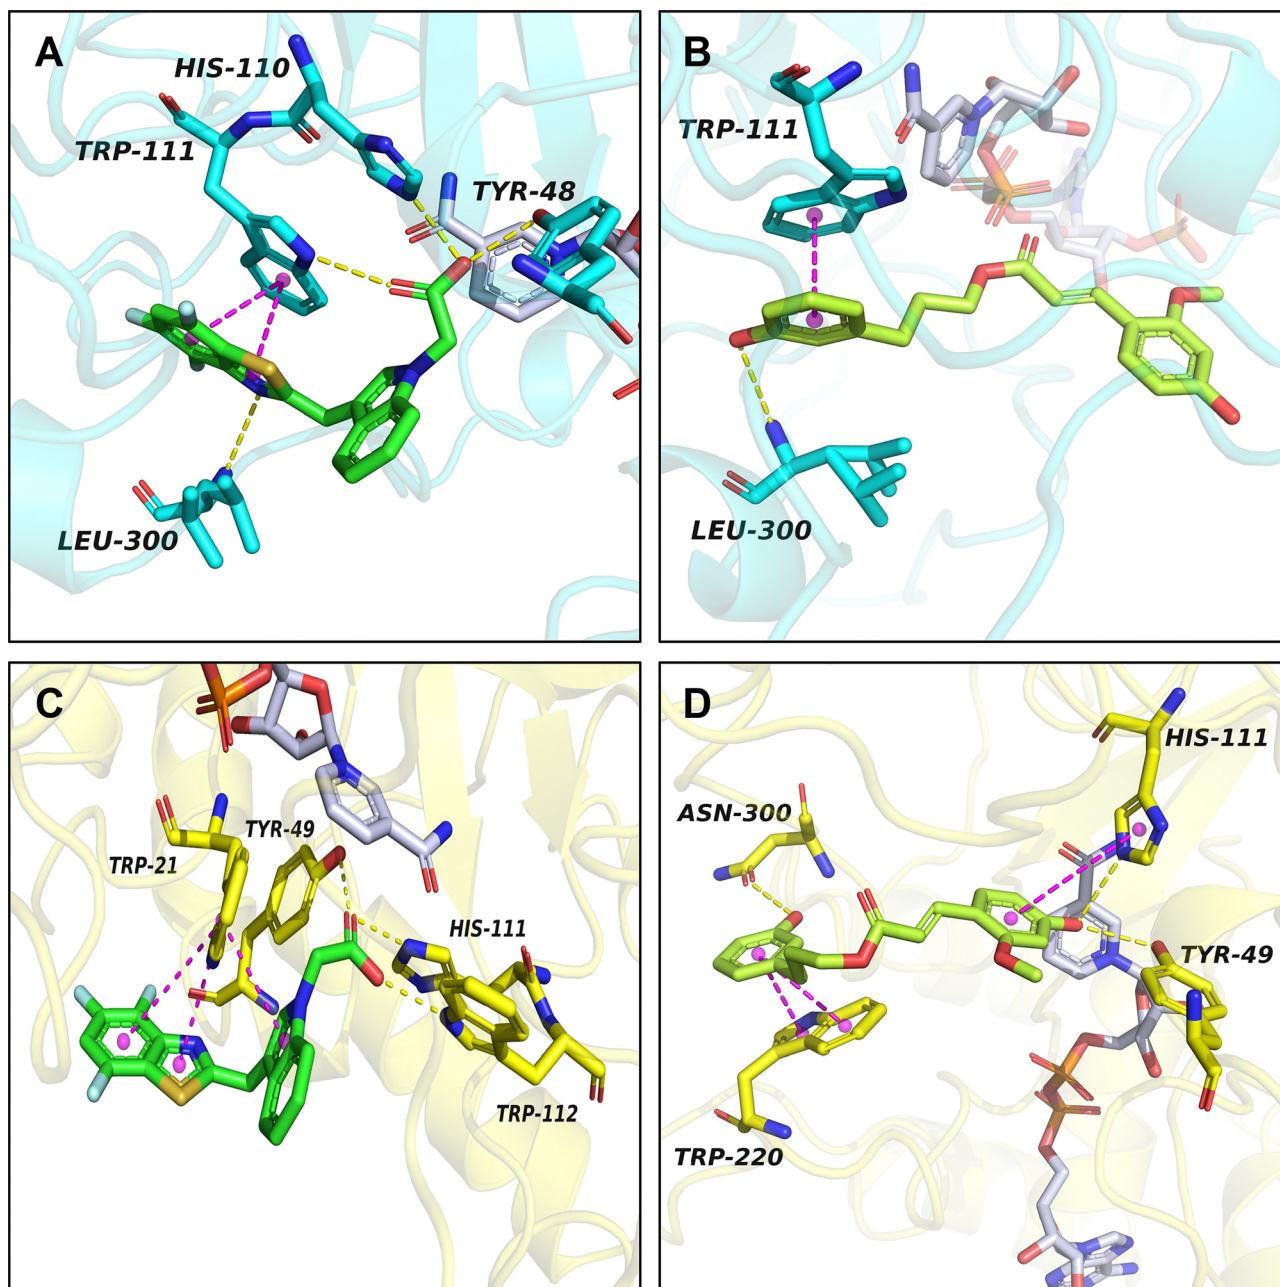 A
HIS-110
TRP-111
TYR-48
LEU-300
B
TRP-111
LEU-300
C
TYR-49
TRP-21
HIS-111
TRP-112
D
HIS-111
ASN-300
TYR-49
TRP-220